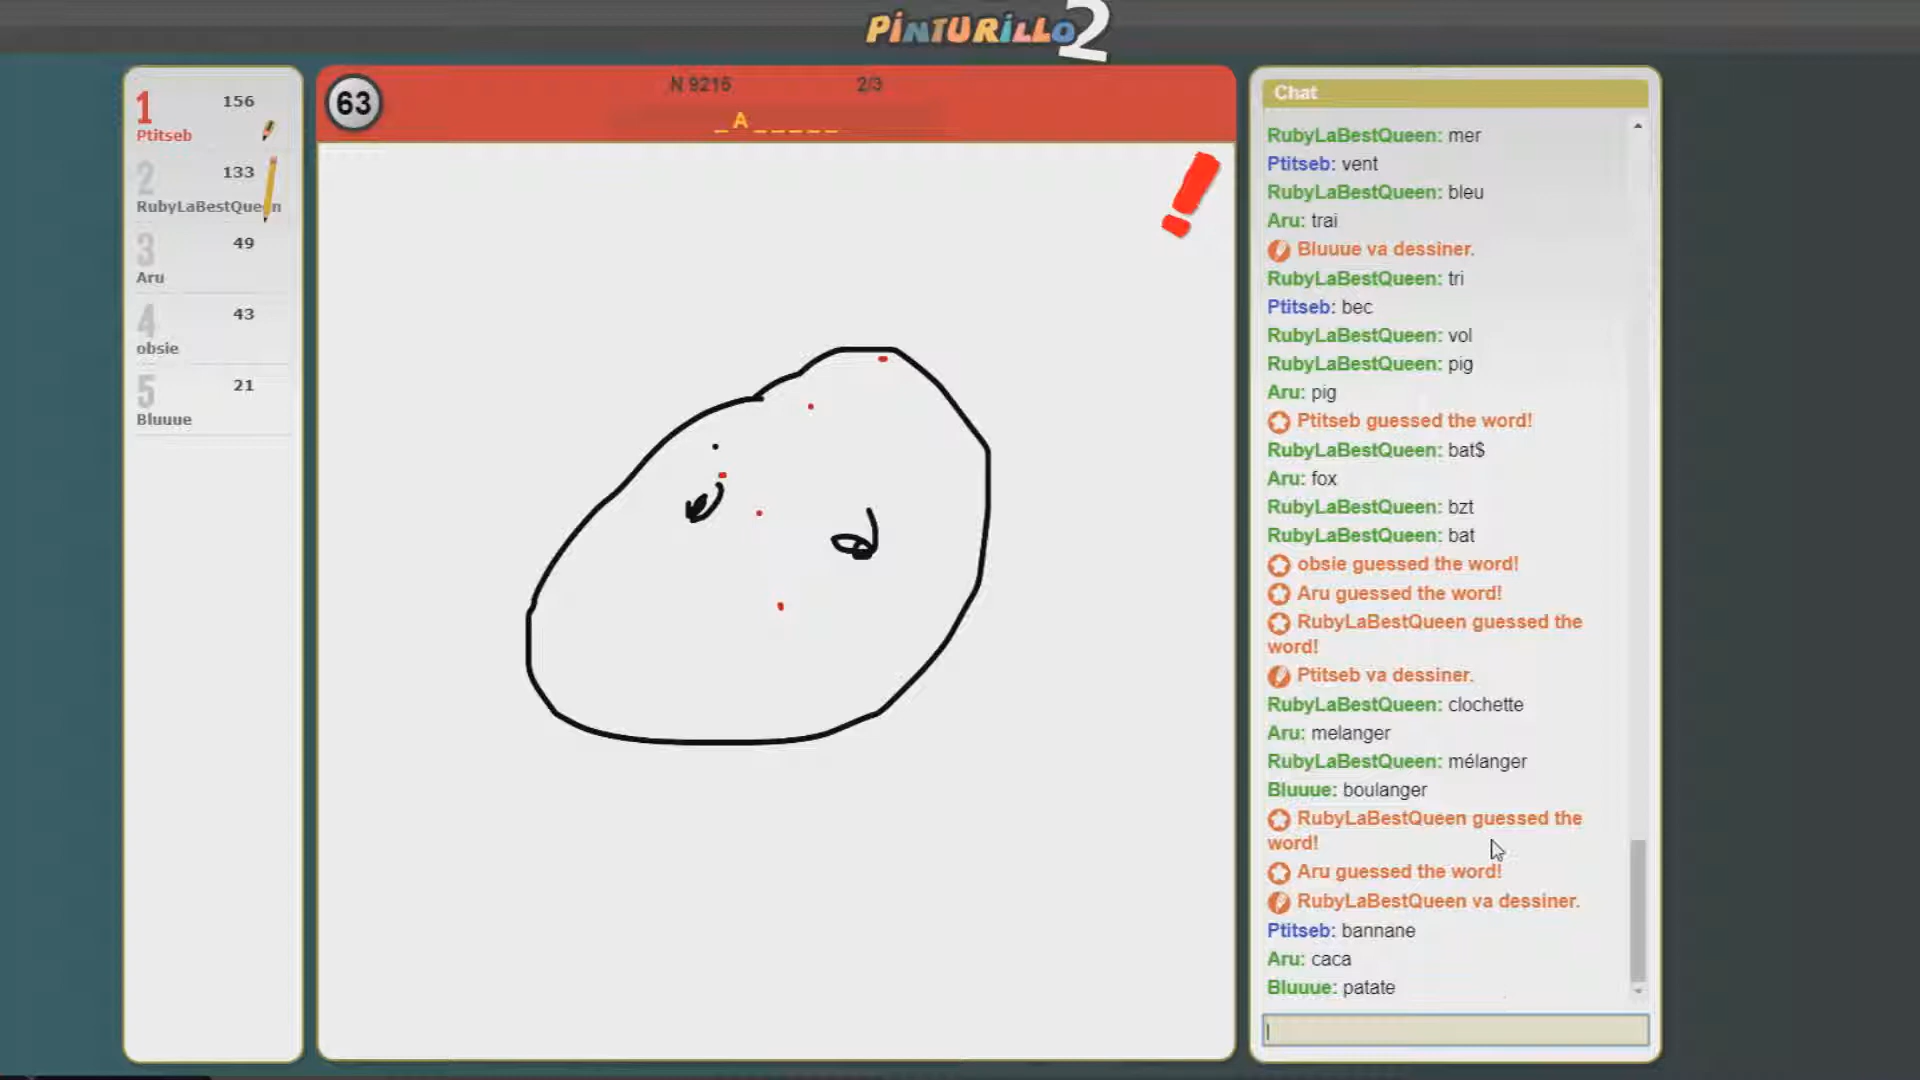 PiNTURiLLO 2
1 156
Ptitseb
2 133
RubyLaBestQueen
3 49
Aru
4 43
obsie
5 21
Bluuue
63
N 9215 2/3
_ A _ _ _ _ _
Chat
RubyLaBestQueen: mer
Ptitseb: vent
RubyLaBestQueen: bleu
Aru: trai
Bluuue va dessiner.
RubyLaBestQueen: tri
Ptitseb: bec
RubyLaBestQueen: vol
RubyLaBestQueen: pig
Aru: pig
Ptitseb guessed the word!
RubyLaBestQueen: bat$
Aru: fox
RubyLaBestQueen: bzt
RubyLaBestQueen: bat
obsie guessed the word!
Aru guessed the word!
RubyLaBestQueen guessed the
word!
Ptitseb va dessiner.
RubyLaBestQueen: clochette
Aru: melanger
RubyLaBestQueen: mélanger
Bluuue: boulanger
RubyLaBestQueen guessed the
word!
Aru guessed the word!
RubyLaBestQueen va dessiner.
Ptitseb: bannane
Aru: caca
Bluuue: patate